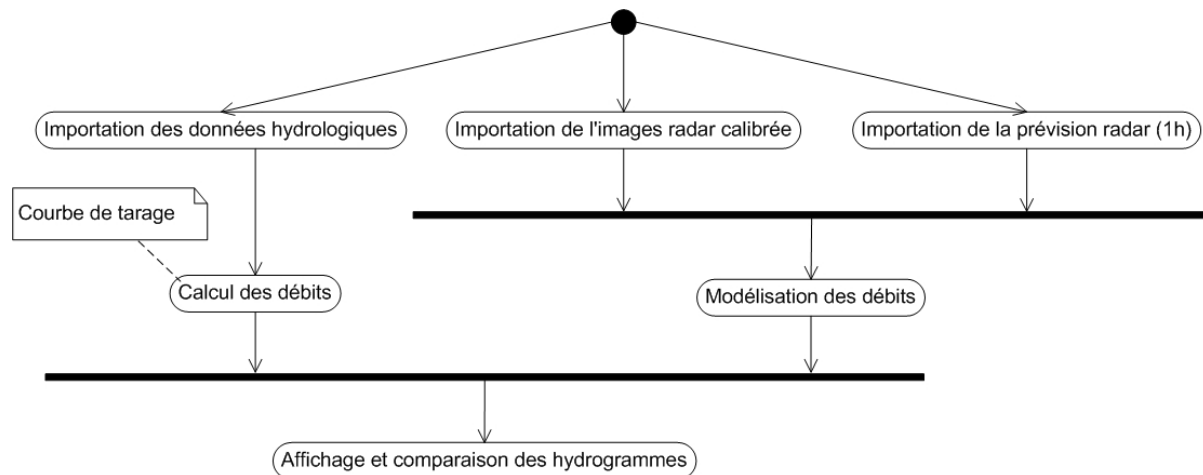 Importation des données hydrologiques
Importation de l'images radar calibrée
Importation de la prévision radar (1h)
Courbe de tarage
Calcul des débits
Modélisation des débits
Affichage et comparaison des hydrogrammes